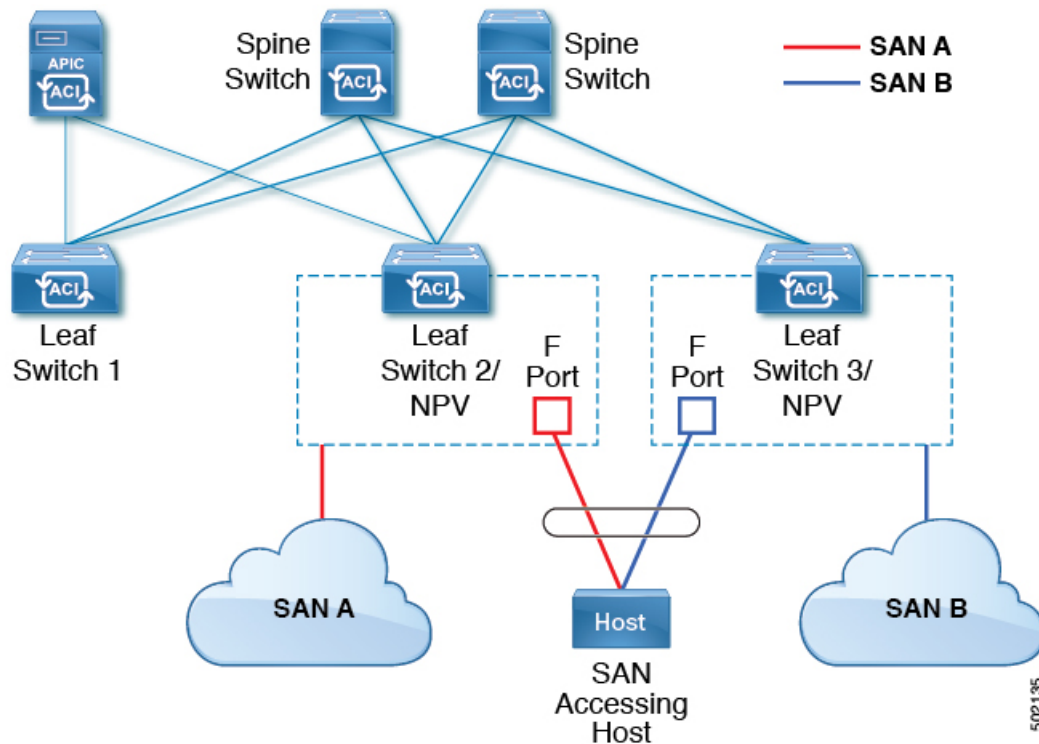 APIC
ACI
Spine
Switch
ACI
Spine
Switch
ACI
SAN A
SAN B
ACI
Leaf
Switch 1
ACI
Leaf
Switch 2/
NPV
F
Port
F
Port
ACI
Leaf
Switch 3/
NPV
SAN A
Host
SAN
Accessing
Host
SAN B
502135